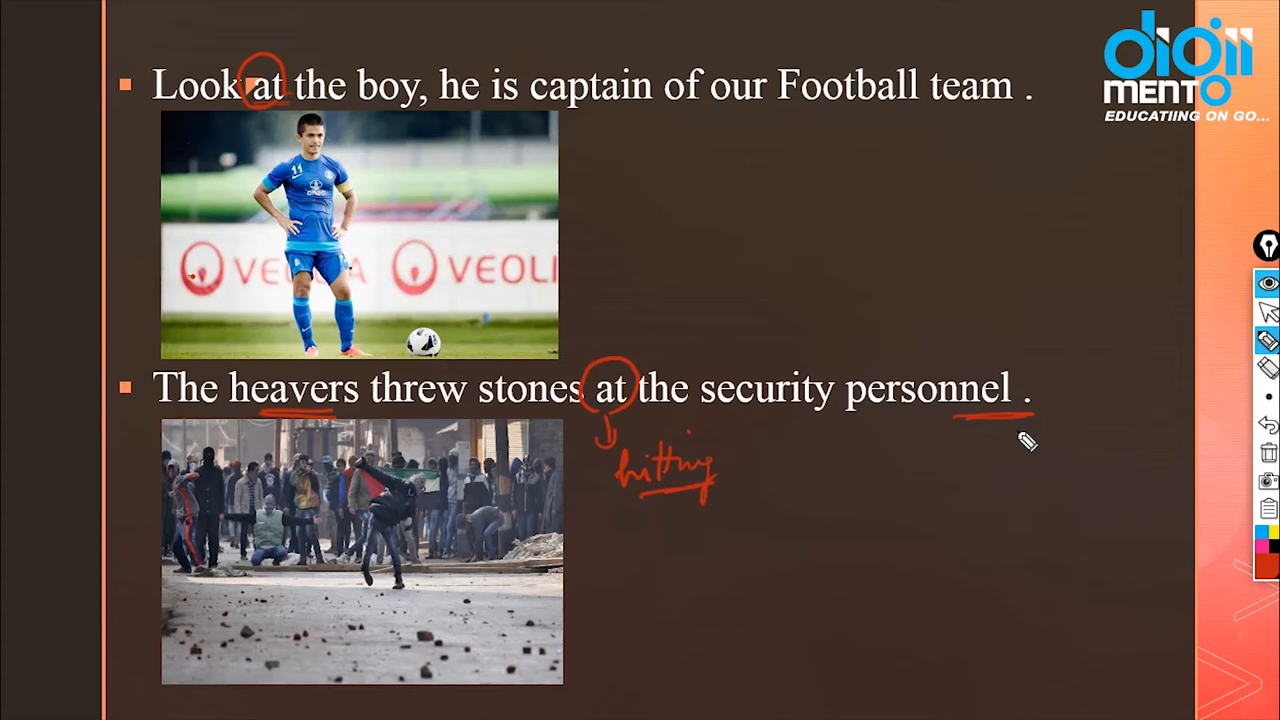 Look at the boy, he is captain of our Football team .
The heavers threw stones at the security personnel .
hitting
11
VEOLIA
VEOLI
DIGII
MENTO
EDUCATIING ON GO...